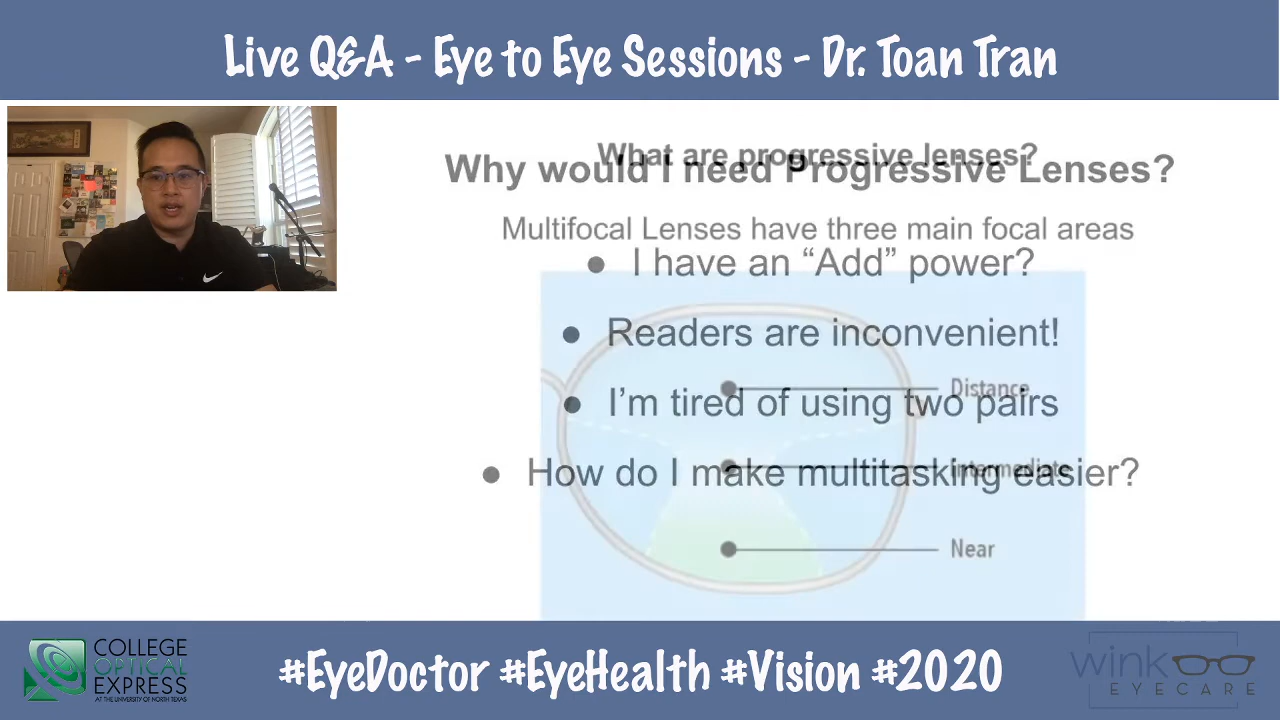 Live Q&A - Eye to Eye Sessions - Dr. Toan Tran
What are progressive lenses?
Why would I need Progressive Lenses?
Multifocal Lenses have three main focal areas
● I have an “Add” power?
● Readers are inconvenient!
Distance
● I’m tired of using two pairs
Intermediate
● How do I make multitasking easier?
Near
COLLEGE
OPTICAL
EXPRESS
AT THE UNIVERSITY OF NORTH TEXAS
#EyeDoctor #EyeHealth #Vision #2020
wink
EYECARE